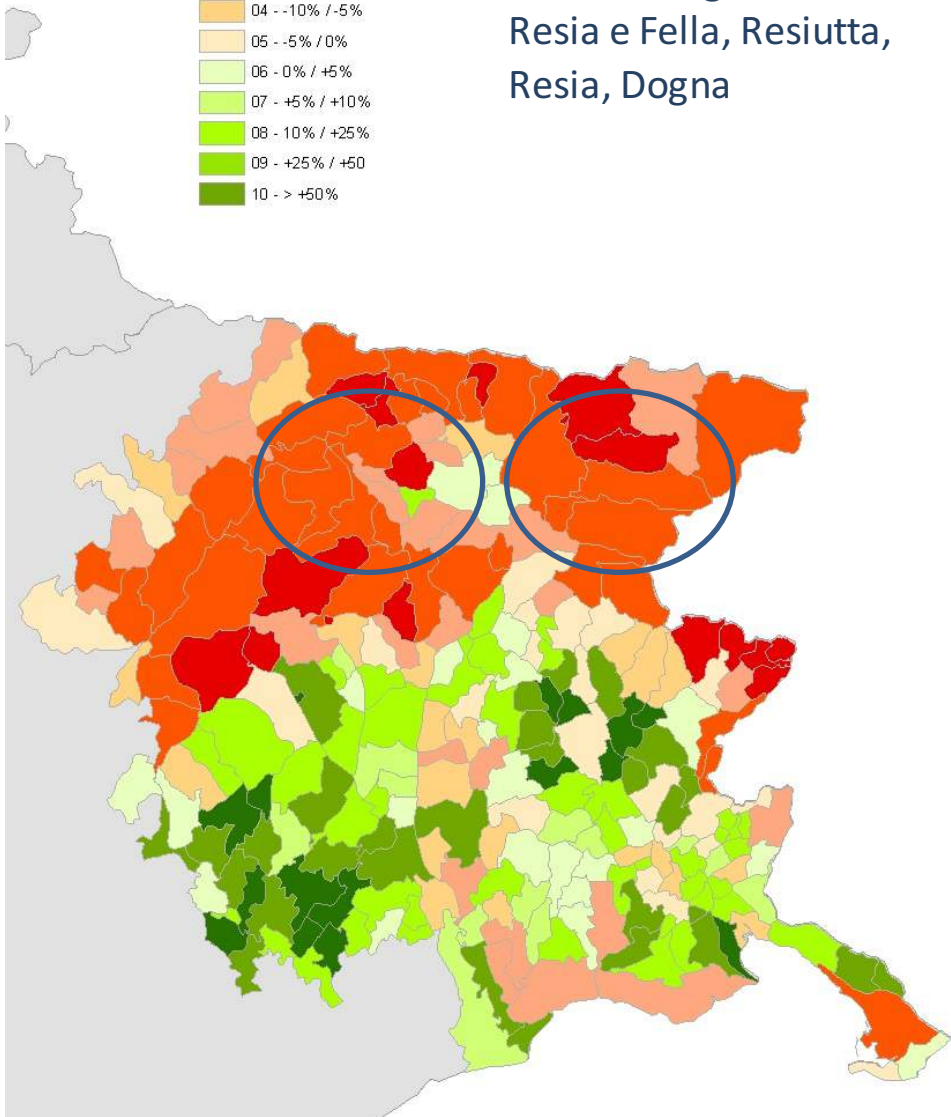 04 - -10% / -5%
05 - -5% / 0%
06 - 0% / +5%
07 - +5% / +10%
08 - 10% / +25%
09 - +25% / +50
10 - > +50%
Resia e Fella, Resiutta,
Resia, Dogna